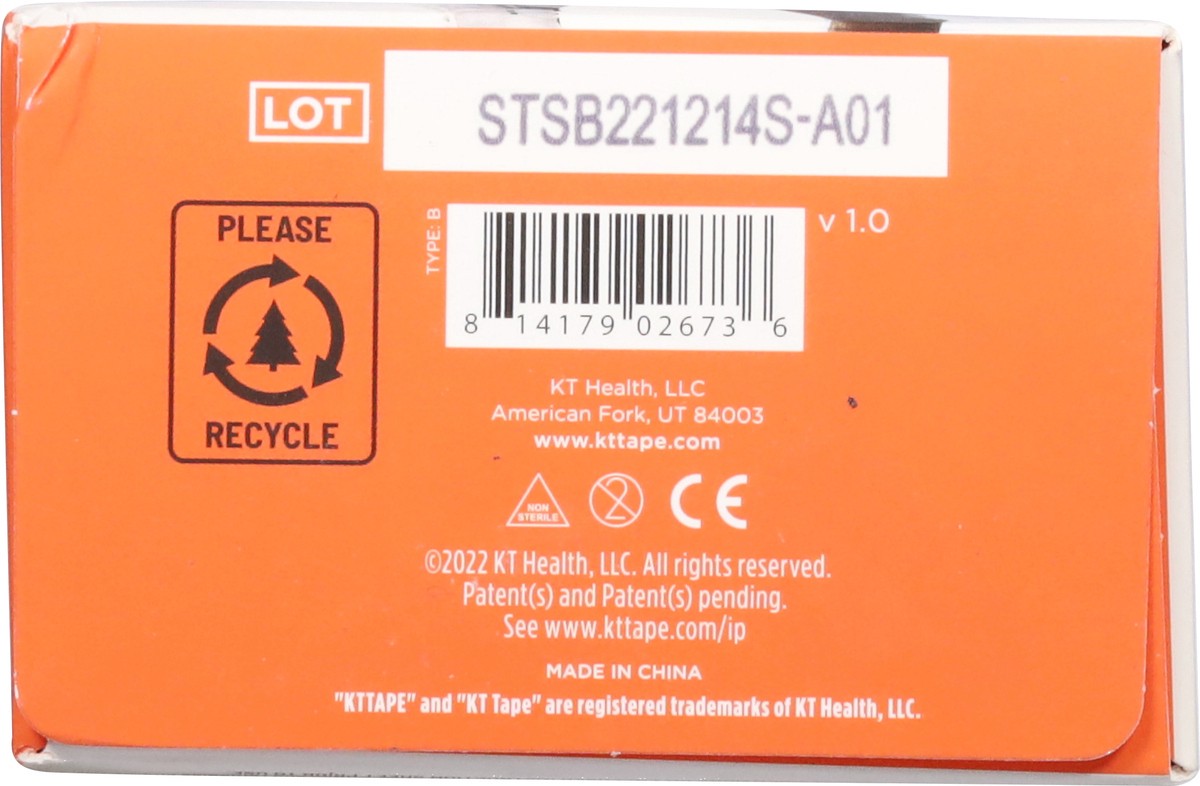 LOT
STSB221214S-A01
PLEASE
RECYCLE
TYPE: B
v 1.0
8 14179 02673 6
KT Health, LLC
American Fork, UT 84003
www.kttape.com
NON
STERILE
2
CE
©2022 KT Health, LLC. All rights reserved.
Patent(s) and Patent(s) pending.
See www.kttape.com/ip
MADE IN CHINA
"KTTAPE" and "KT Tape" are registered trademarks of KT Health, LLC.